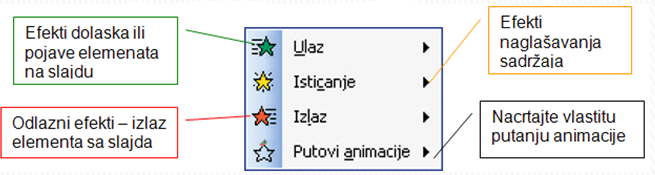 Efekti dolaska ili
pojave elemenata
na slajdu
Odlazni efekti – izlaz
elementa sa slajda
Ulaz
Isticanje
Izlaz
Putovi animacije
Efekti
naglašavanja
sadržaja
Nacrtajte vlastitu
putanju animacije